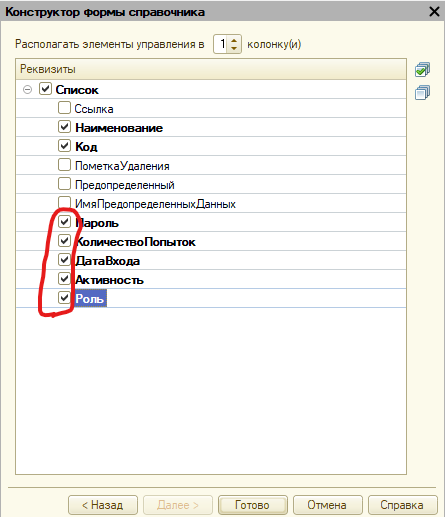 Конструктор формы справочника
Располагать элементы управления в 1 колонку(и)
Реквизиты
Список
Ссылка
Наименование
Код
ПометкаУдаления
Предопределенный
ИмяПредопределенныхДанных
Пароль
КоличествоПопыток
ДатаВхода
Активность
Роль
< Назад Далее > Готово Отмена Справка